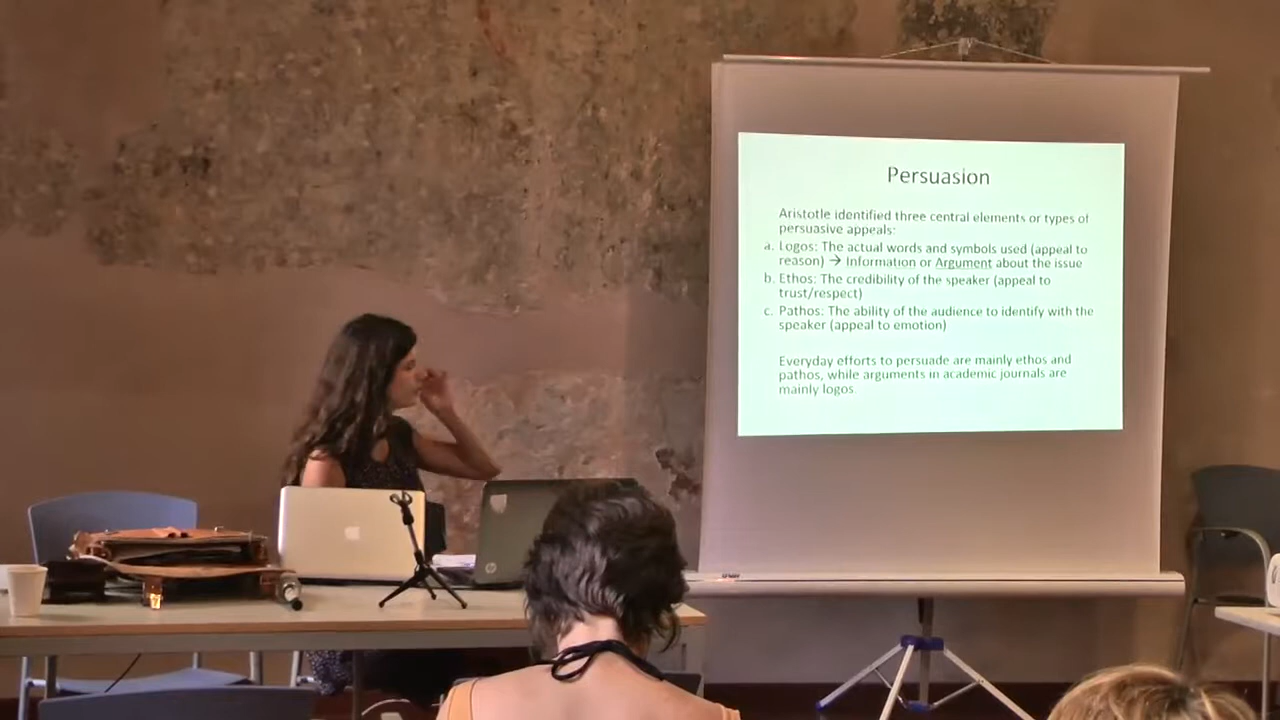 Persuasion
Aristotle identified three central elements or types of
persuasive appeals:
a. Logos: The actual words and symbols used (appeal to
reason) → Information or Argument about the issue
b. Ethos: The credibility of the speaker (appeal to
trust/respect)
c. Pathos: The ability of the audience to identify with the
speaker (appeal to emotion)
Everyday efforts to persuade are mainly ethos and
pathos, while arguments in academic journals are
mainly logos.
hp